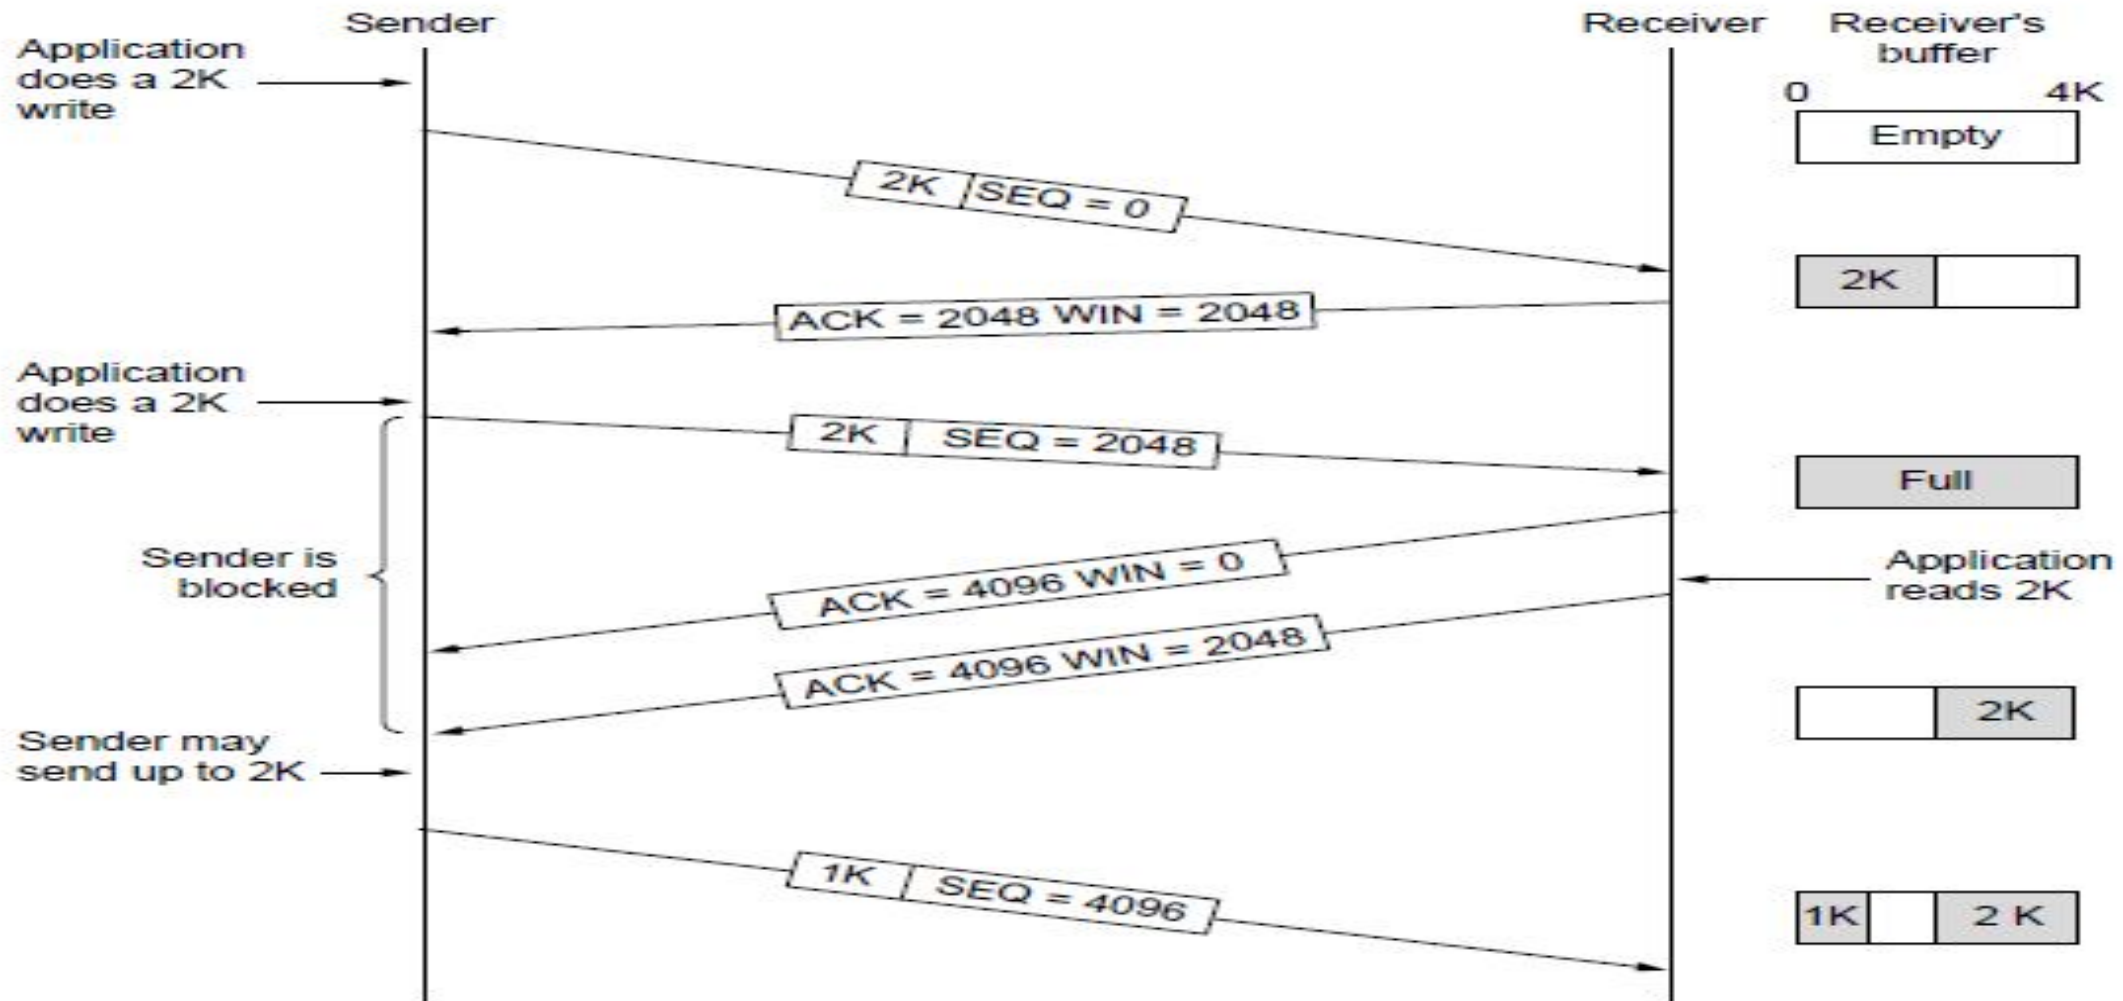 Sender
Receiver
Receiver's
buffer
Application
does a 2K
write
0
4K
Empty
2K
SEQ = 0
2K
ACK = 2048 WIN = 2048
Application
does a 2K
write
2K
SEQ = 2048
Full
Sender is
blocked
ACK = 4096 WIN = 0
Application
reads 2K
ACK = 4096 WIN = 2048
2K
Sender may
send up to 2K
1K
SEQ = 4096
1K
2 K